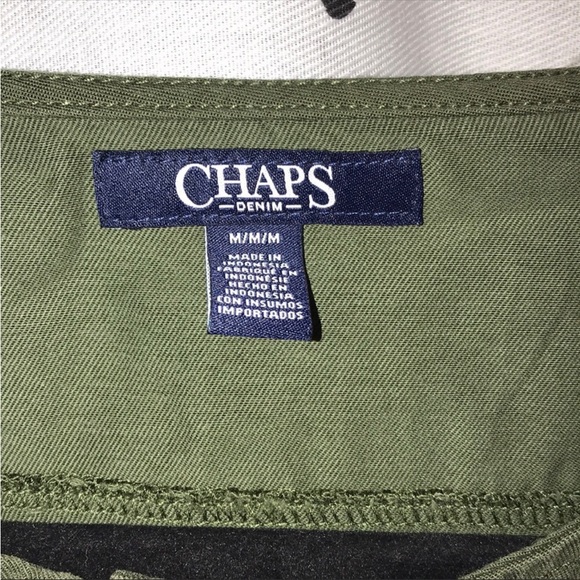 CHAPS
DENIM
M/M/M
MADE IN
INDONESIA
FABRIQUÉ EN
INDONÉSIE
HECHO EN
INDONESIA
CON INSUMOS
IMPORTADOS